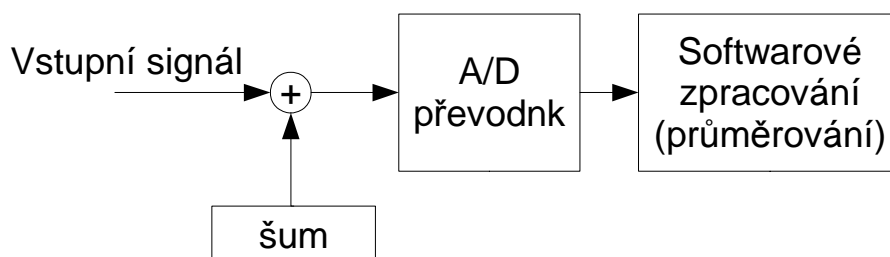 Vstupní signál
+
A/D
převodnk
Softwarové
zpracování
(průměrování)
šum